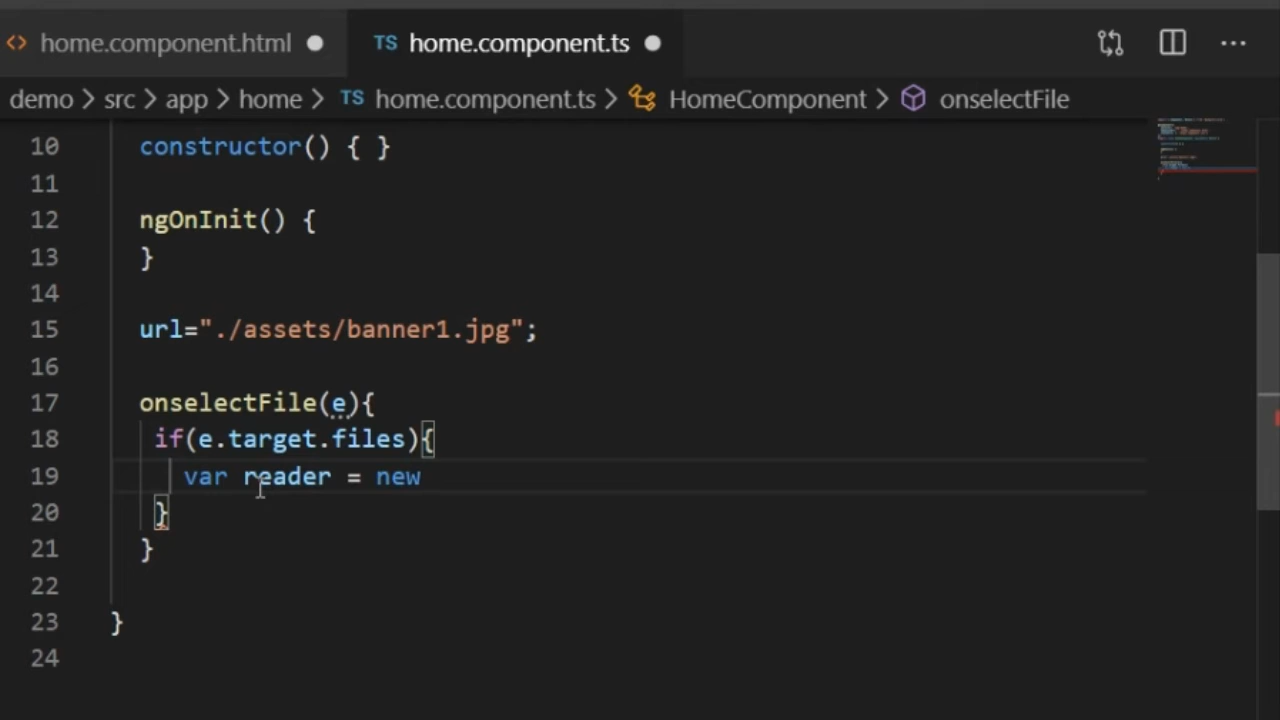 home.component.html TS home.component.ts
demo > src > app > home > TS home.component.ts > HomeComponent > onselectFile
10 constructor() { }
11
12 ngOnInit() {
13 }
14
15 url="./assets/banner1.jpg";
16
17 onselectFile(e){
18 if(e.target.files){
19 var reader = new
20 }
21 }
22
23 }
24